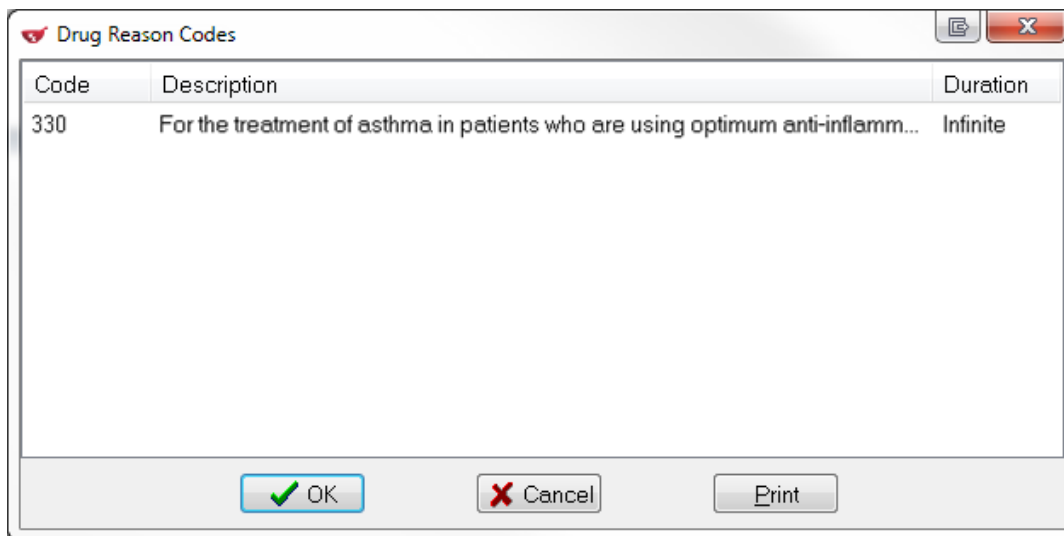 Drug Reason Codes
Code Description Duration
330 For the treatment of asthma in patients who are using optimum anti-inflamm... Infinite
OK Cancel Print